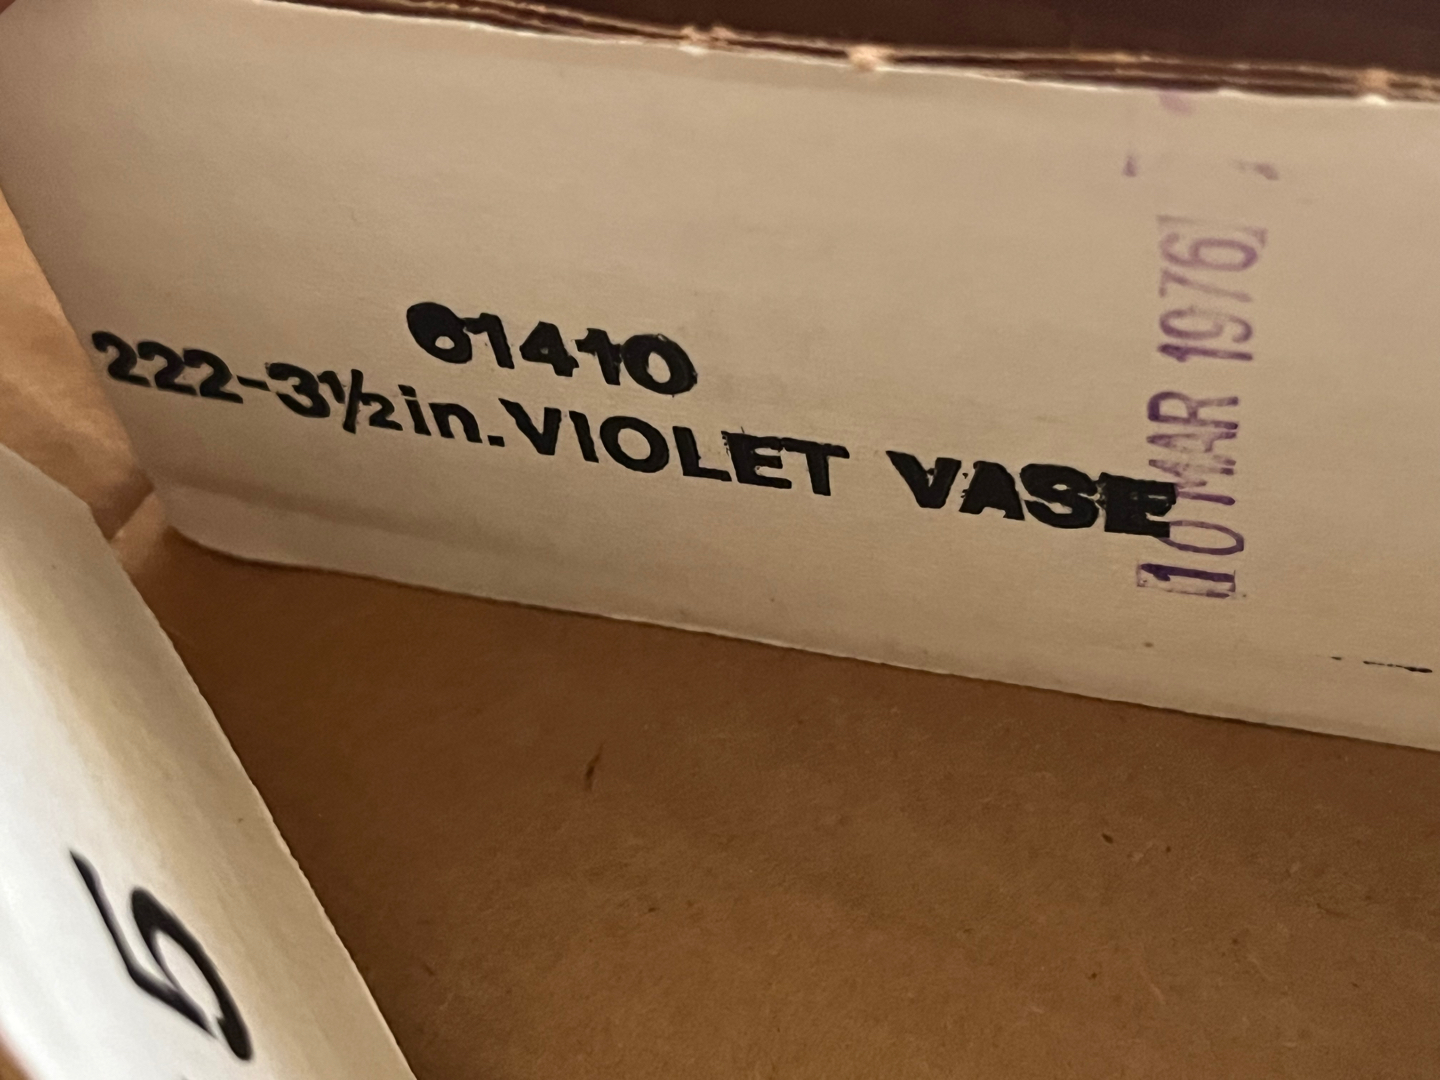 61410
222-3½in. VIOLET VASE
10 MAR 1976
5